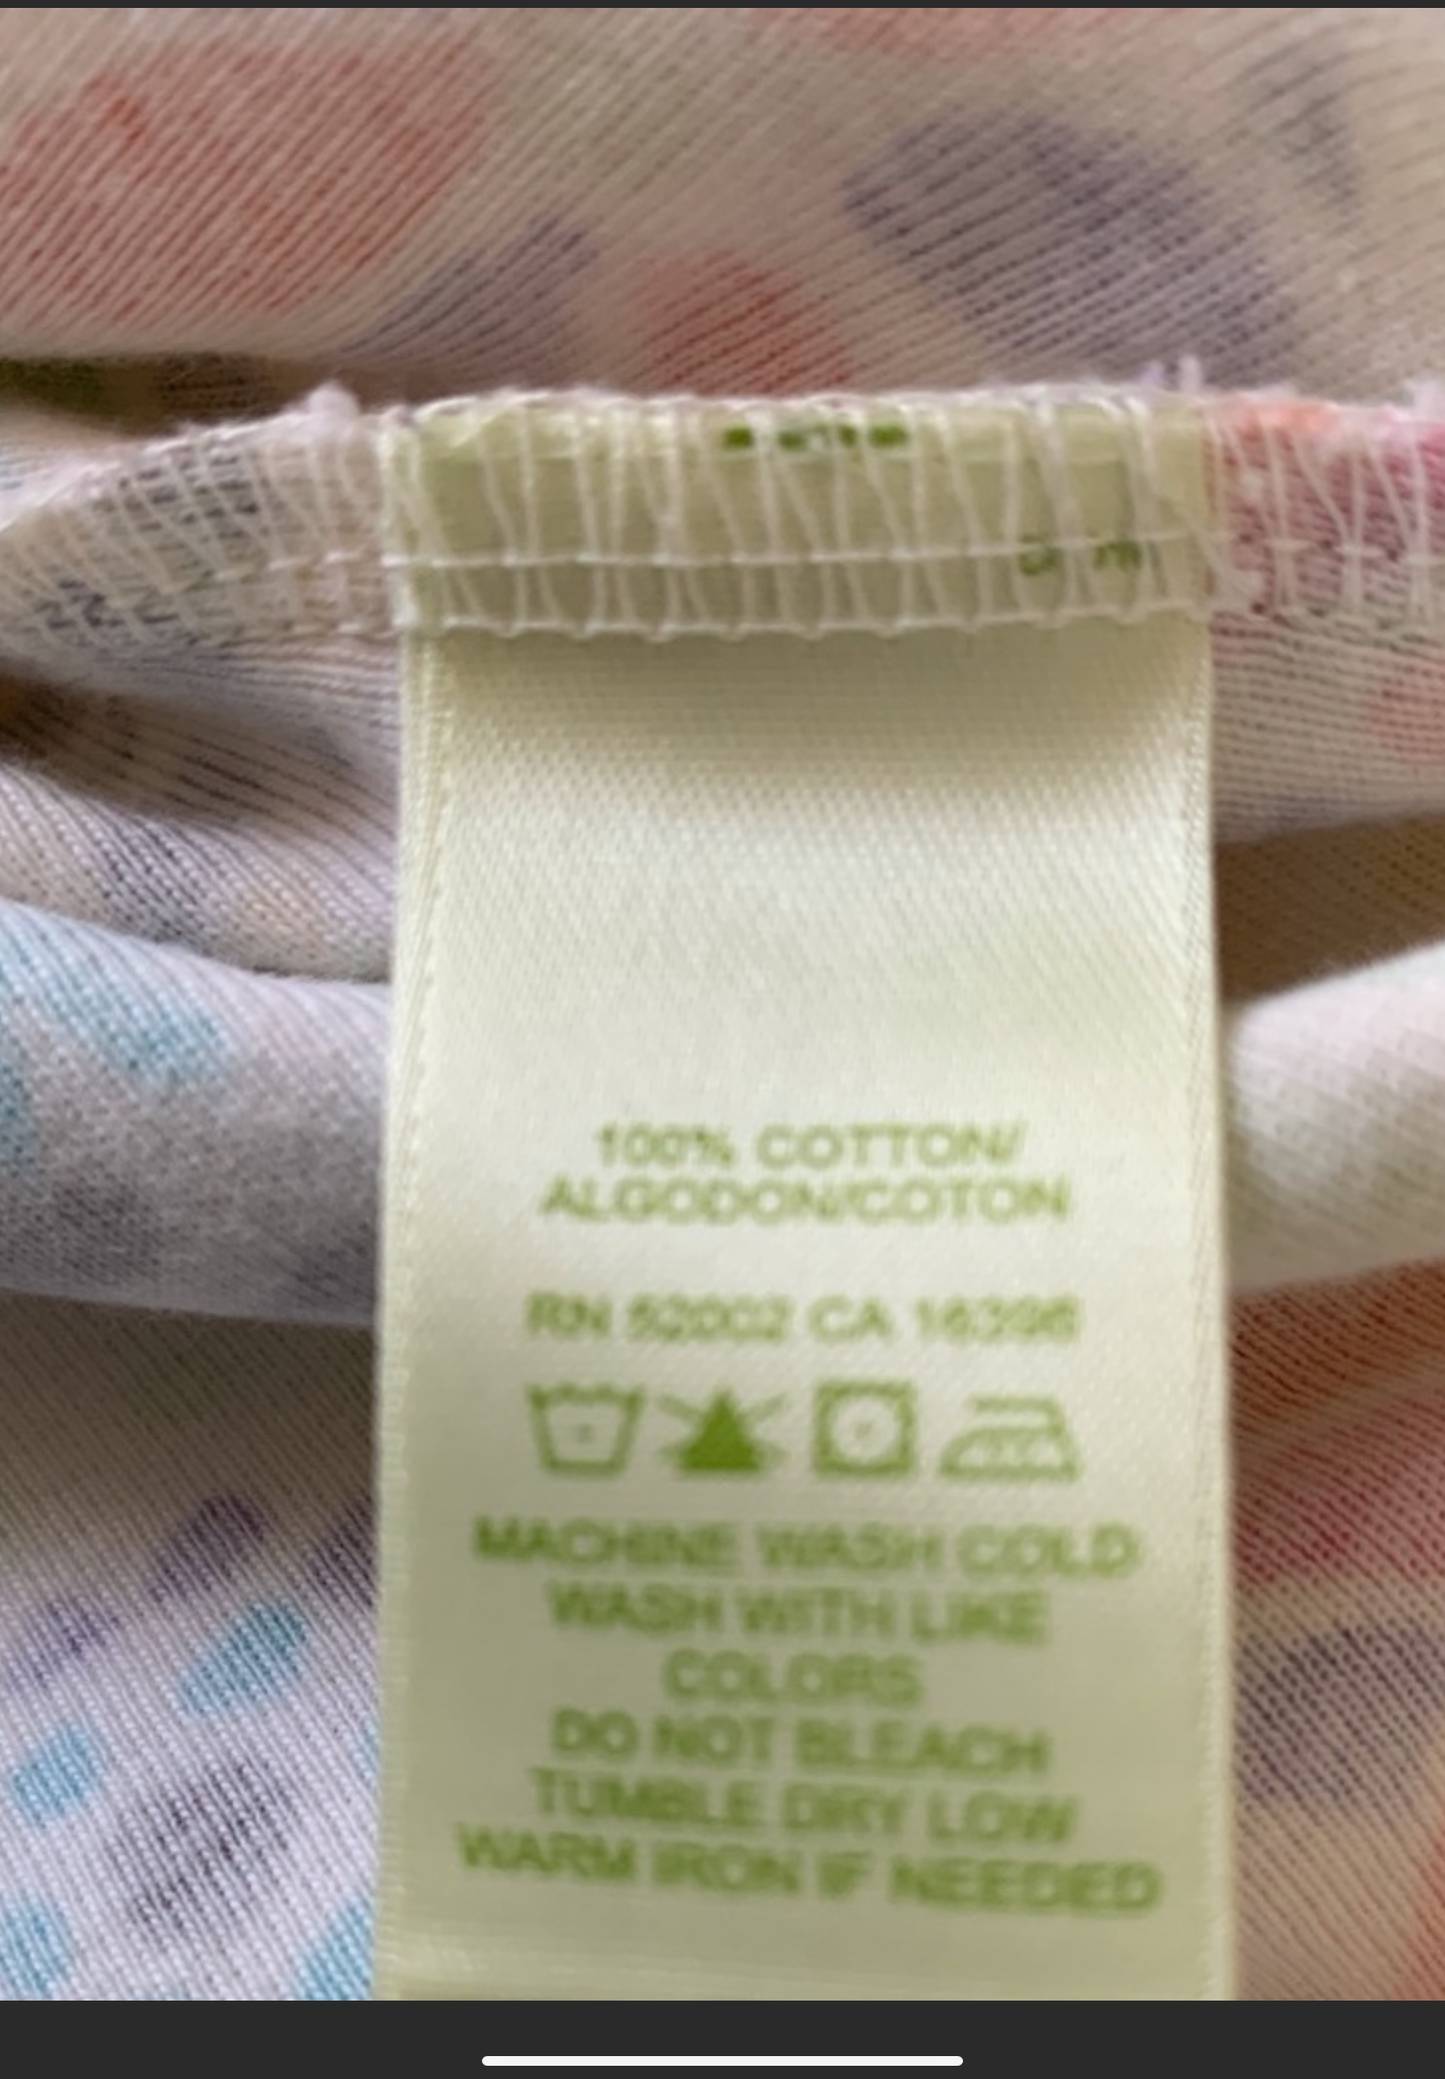 100% COTTON/
ALGODON/COTON
RN 52002 CA 16396
MACHINE WASH COLD
WASH WITH LIKE
COLORS
DO NOT BLEACH
TUMBLE DRY LOW
WARM IRON IF NEEDED